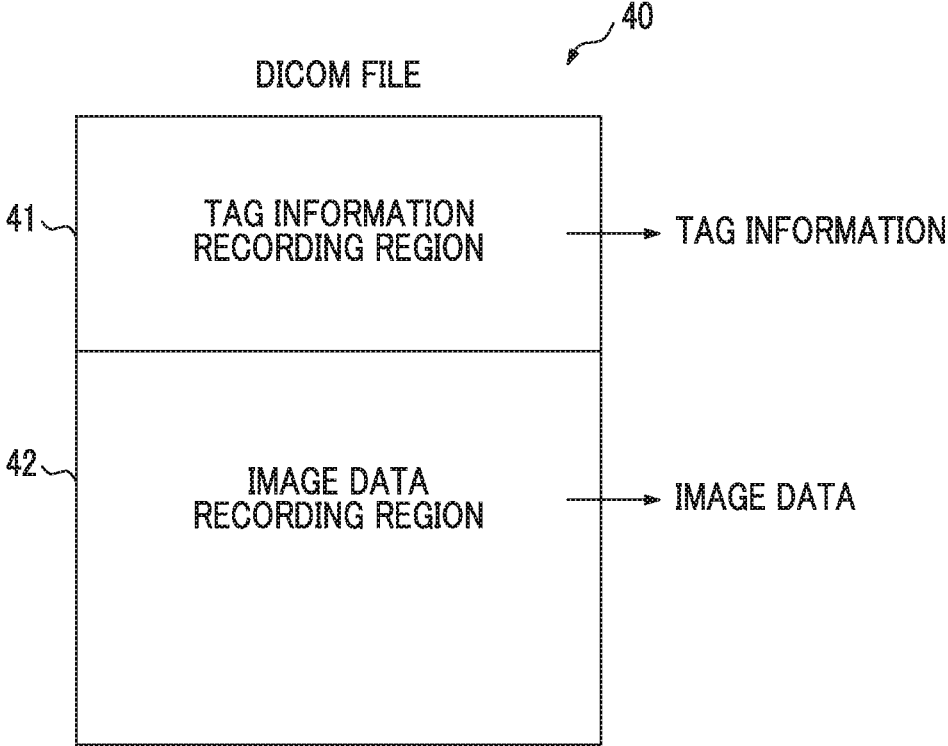 40
DICOM FILE
41
TAG INFORMATION
RECORDING REGION
TAG INFORMATION
42
IMAGE DATA
RECORDING REGION
IMAGE DATA